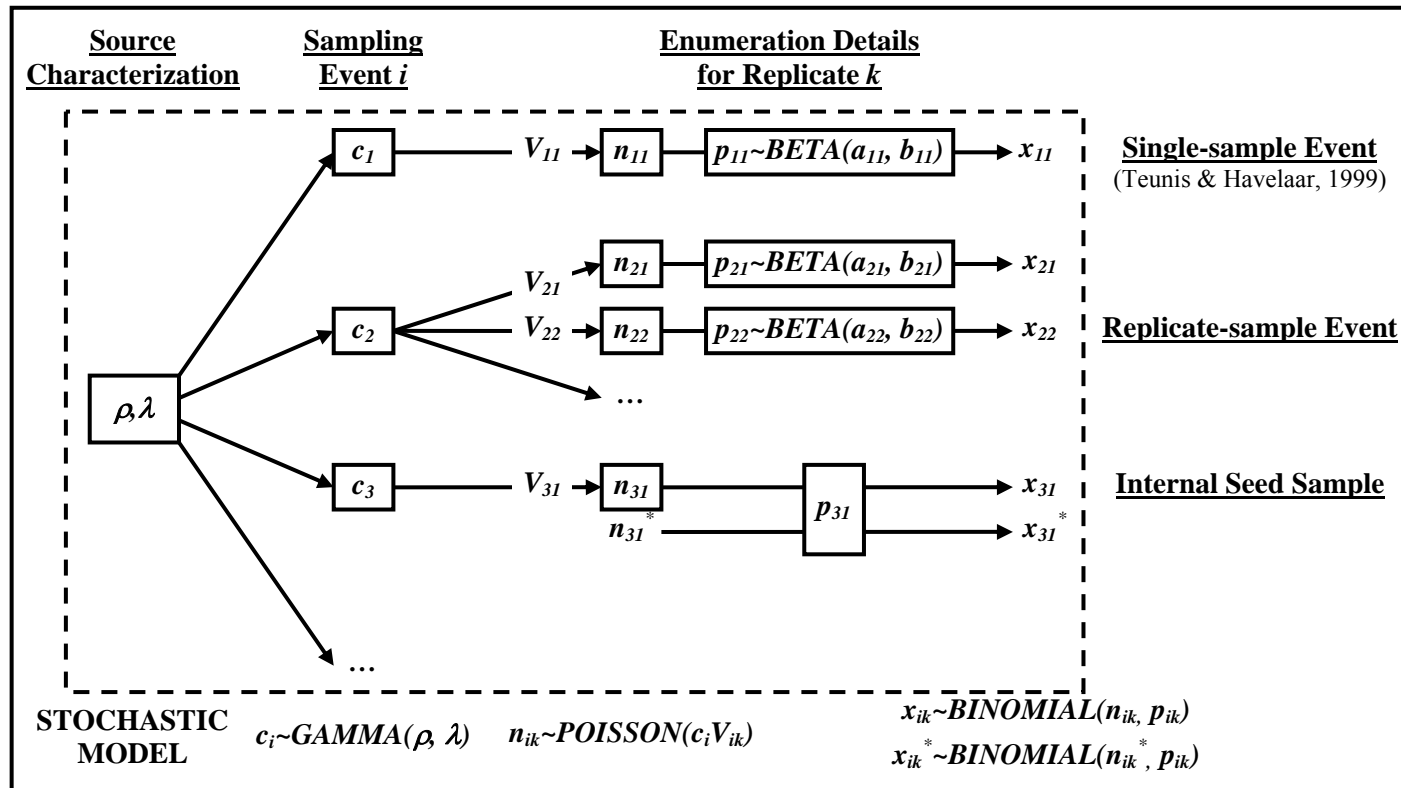 Source Characterization
Sampling Event i
Enumeration Details for Replicate k
c₁
V₁₁
n₁₁
p₁₁~BETA(a₁₁, b₁₁)
x₁₁
Single-sample Event
(Teunis & Havelaar, 1999)
V₂₁
n₂₁
p₂₁~BETA(a₂₁, b₂₁)
x₂₁
c₂
V₂₂
n₂₂
p₂₂~BETA(a₂₂, b₂₂)
x₂₂
Replicate-sample Event
...
ρ,λ
c₃
V₃₁
n₃₁
p₃₁
x₃₁
Internal Seed Sample
n₃₁*
x₃₁*
...
STOCHASTIC MODEL
cᵢ~GAMMA(ρ, λ)
nᵢₖ~POISSON(cᵢVᵢₖ)
xᵢₖ~BINOMIAL(nᵢₖ, pᵢₖ)
xᵢₖ*~BINOMIAL(nᵢₖ*, pᵢₖ)